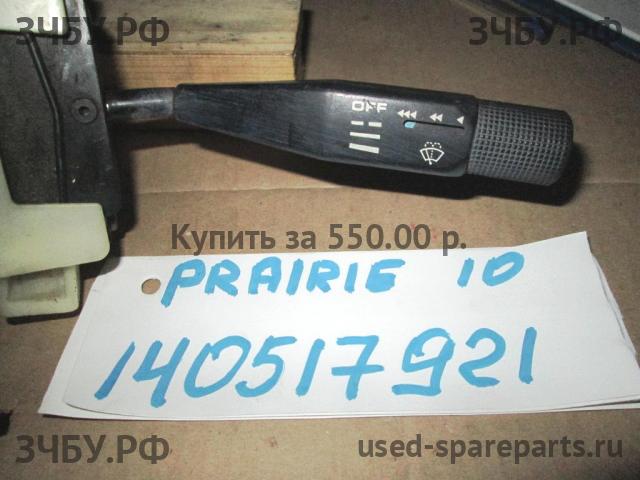 ЗЧБУ.РФ ЗЧБУ.РФ
OFF
Купить за 550.00 р.
PRAIRIE 10
140517921
ЗЧБУ.РФ used-spareparts.ru